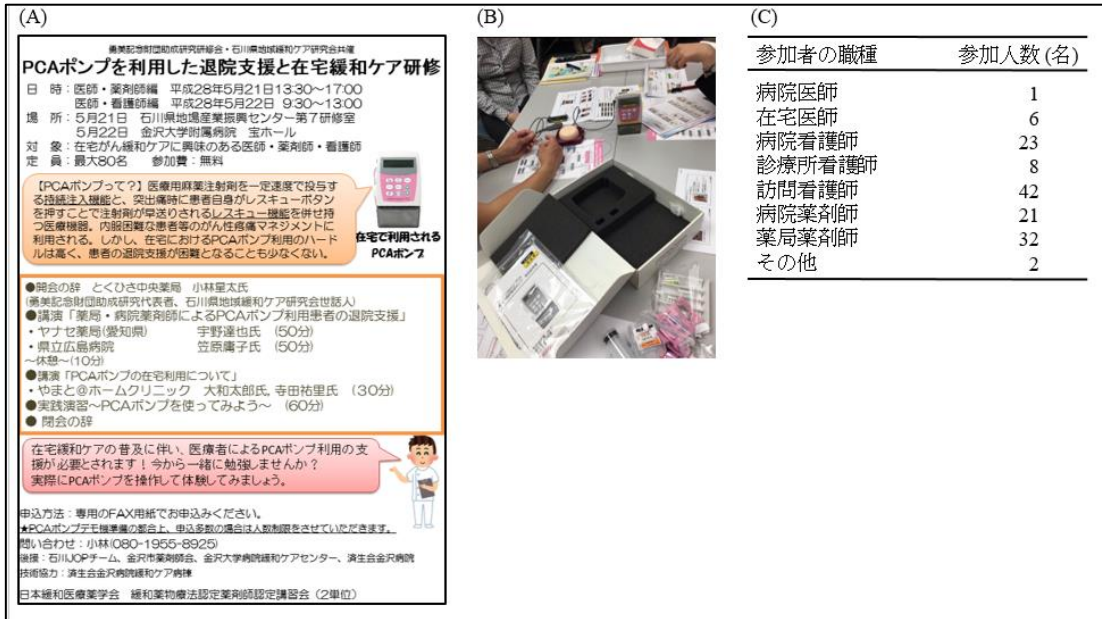 (A)
勇美記念財団助成研究研修会・石川県地域緩和ケア研究会共催
PCAポンプを利用した退院支援と在宅緩和ケア研修
日 時：医師・薬剤師編 平成28年5月21日13:30～17:00
医師・看護師編 平成28年5月22日 9:30～13:00
場 所：5月21日 石川県地場産業振興センター第7研修室
5月22日 金沢大学附属病院 宝ホール
対 象：在宅がん緩和ケアに興味のある医師・薬剤師・看護師
定 員：最大80名 参加費：無料
【PCAポンプって？】医療用麻薬注射剤を一定速度で投与す
る持続注入機能と、突出痛時に患者自身がレスキューボタン
を押すことで注射剤が早送りされるレスキュー機能を併せ持
つ医療機器。内服困難な患者等のがん性疼痛マネジメントに
利用される。しかし、在宅におけるPCAポンプ利用のハード
ルは高く、患者の退院支援が困難となることも少なくない。
在宅で利用される
PCAポンプ
●開会の辞 とくひさ中央薬局 小林星太氏
(勇美記念財団助成研究代表者、石川県地域緩和ケア研究会世話人)
●講演「薬局・病院薬剤師によるPCAポンプ利用患者の退院支援」
・ヤナセ薬局(愛知県) 宇野達也氏 (50分)
・県立広島病院 笠原庸子氏 (50分)
～休憩～(10分)
●講演「PCAポンプの在宅利用について」
・やまと@ホームクリニック 大和太郎氏, 寺田祐里氏 (30分)
●実践演習～PCAポンプを使ってみよう～ (60分)
● 閉会の辞
在宅緩和ケアの普及に伴い、医療者によるPCAポンプ利用の支
援が必要とされます！今から一緒に勉強しませんか？
実際にPCAポンプを操作して体験してみましょう。
申込方法：専用のFAX用紙でお申込みください。
★PCAポンプデモ機準備の都合上、申込多数の場合は人数制限をさせていただきます。
問い合わせ：小林(080-1955-8925)
後援：石川JOPチーム、金沢市薬剤師会、金沢大学病院緩和ケアセンター、済生会金沢病院
技術協力：済生会金沢病院緩和ケア病棟
日本緩和医療薬学会 緩和薬物療法認定薬剤師認定講習会（2単位）
(B)
(C)
参加者の職種 参加人数 (名)
病院医師 1
在宅医師 6
病院看護師 23
診療所看護師 8
訪問看護師 42
病院薬剤師 21
薬局薬剤師 32
その他 2